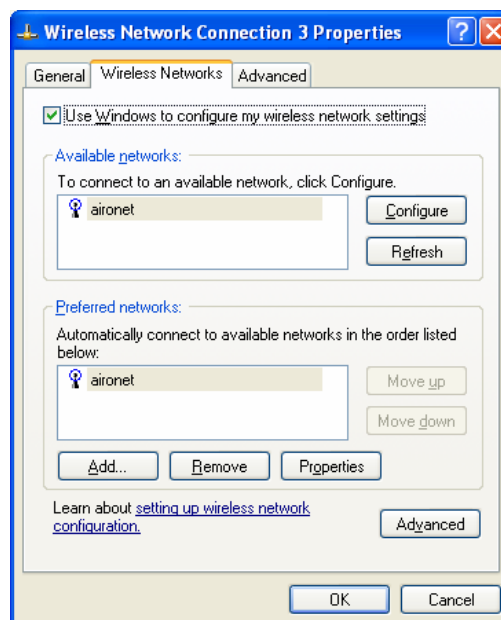 Wireless Network Connection 3 Properties
General Wireless Networks Advanced
Use Windows to configure my wireless network settings
Available networks:
To connect to an available network, click Configure.
aironet
Configure
Refresh
Preferred networks:
Automatically connect to available networks in the order listed
below:
aironet
Move up
Move down
Add... Remove Properties
Learn about setting up wireless network
configuration.
Advanced
OK Cancel